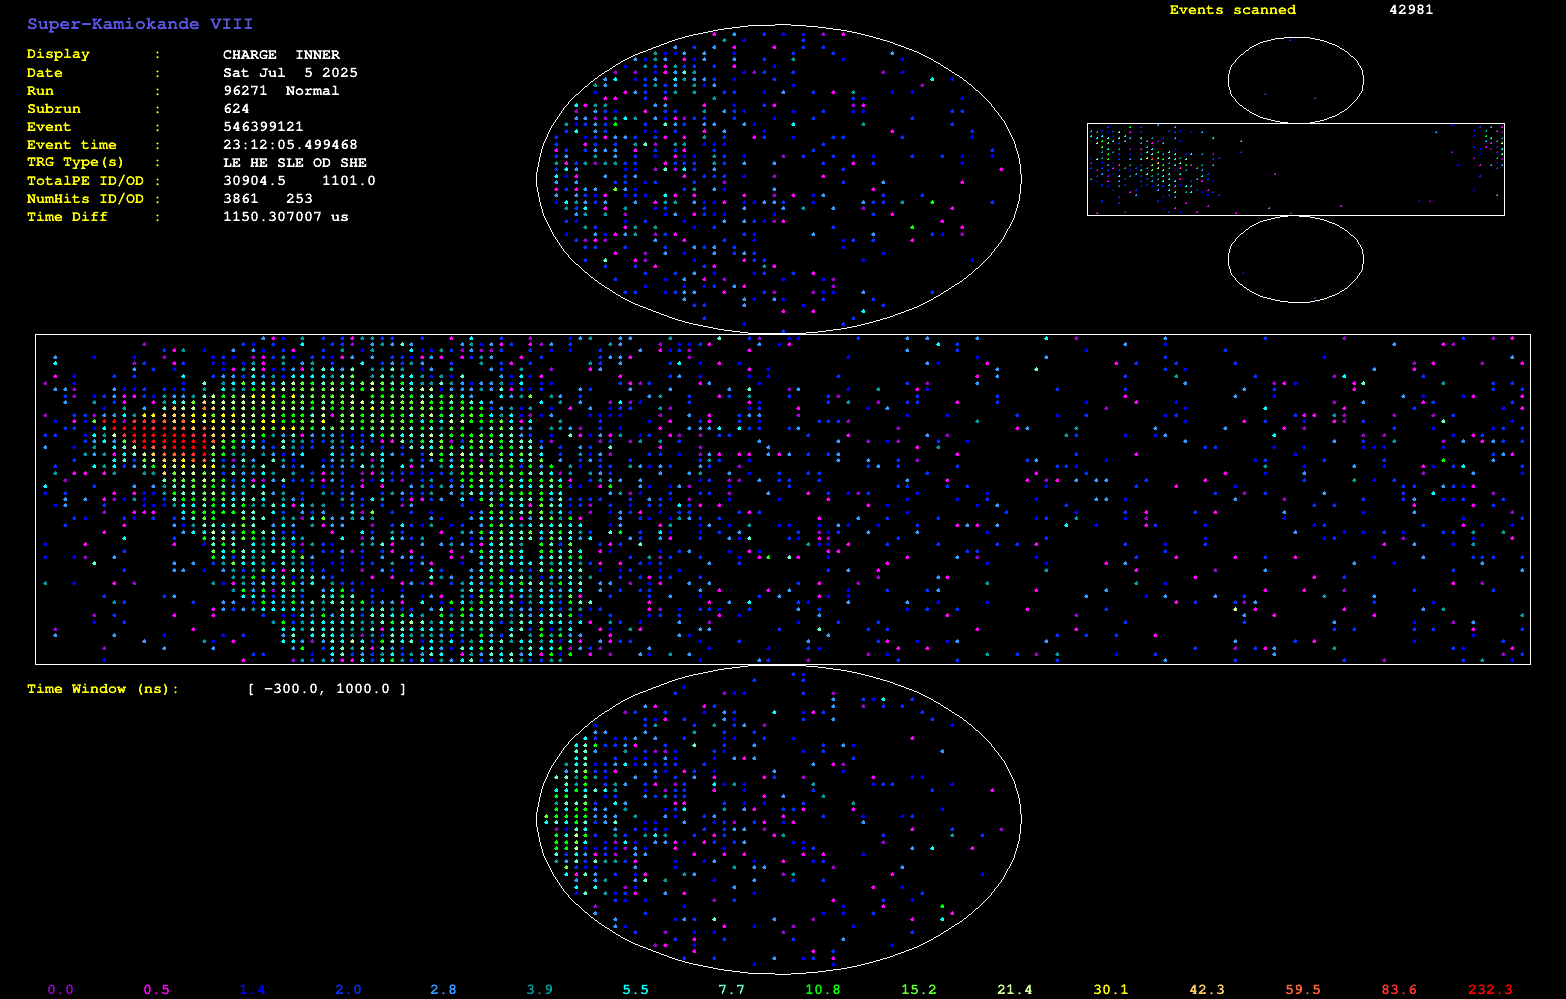 Super-Kamiokande VIII
Events scanned 42981
Display : CHARGE INNER
Date : Sat Jul 5 2025
Run : 96271 Normal
Subrun : 624
Event : 546399121
Event time : 23:12:05.499468
TRG Type(s) : LE HE SLE OD SHE
TotalPE ID/OD : 30904.5 1101.0
NumHits ID/OD : 3861 253
Time Diff : 1150.307007 us
Time Window (ns): [ -300.0, 1000.0 ]
0.0 0.5 1.4 2.0 2.8 3.9 5.5 7.7 10.8 15.2 21.4 30.1 42.3 59.5 83.6 232.3